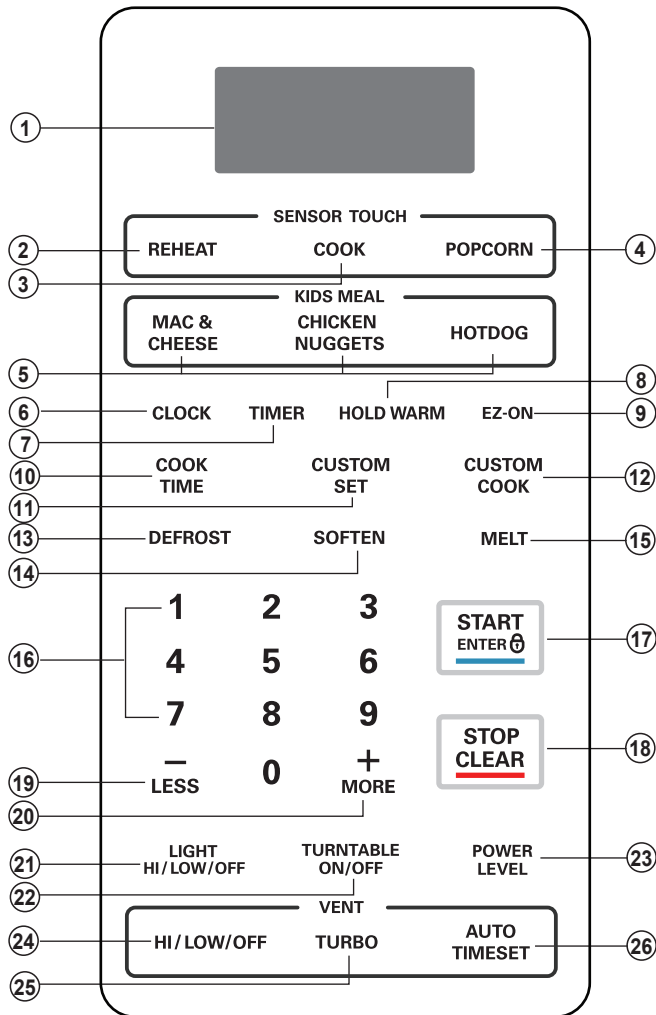 1
SENSOR TOUCH
2 REHEAT COOK POPCORN 4
3
KIDS MEAL
MAC & CHICKEN HOTDOG
CHEESE NUGGETS
5
8
6 CLOCK TIMER HOLD WARM EZ-ON 9
7
10 COOK CUSTOM CUSTOM 12
TIME SET COOK
11
13 DEFROST SOFTEN MELT 15
14
1 2 3
START
ENTER
17
16 4 5 6
7 8 9
STOP
CLEAR
18
– 0 +
19 LESS MORE
20
21 LIGHT TURNTABLE POWER 23
HI/LOW/OFF ON/OFF LEVEL
22
VENT
24 HI/LOW/OFF TURBO AUTO 26
TIMESET
25